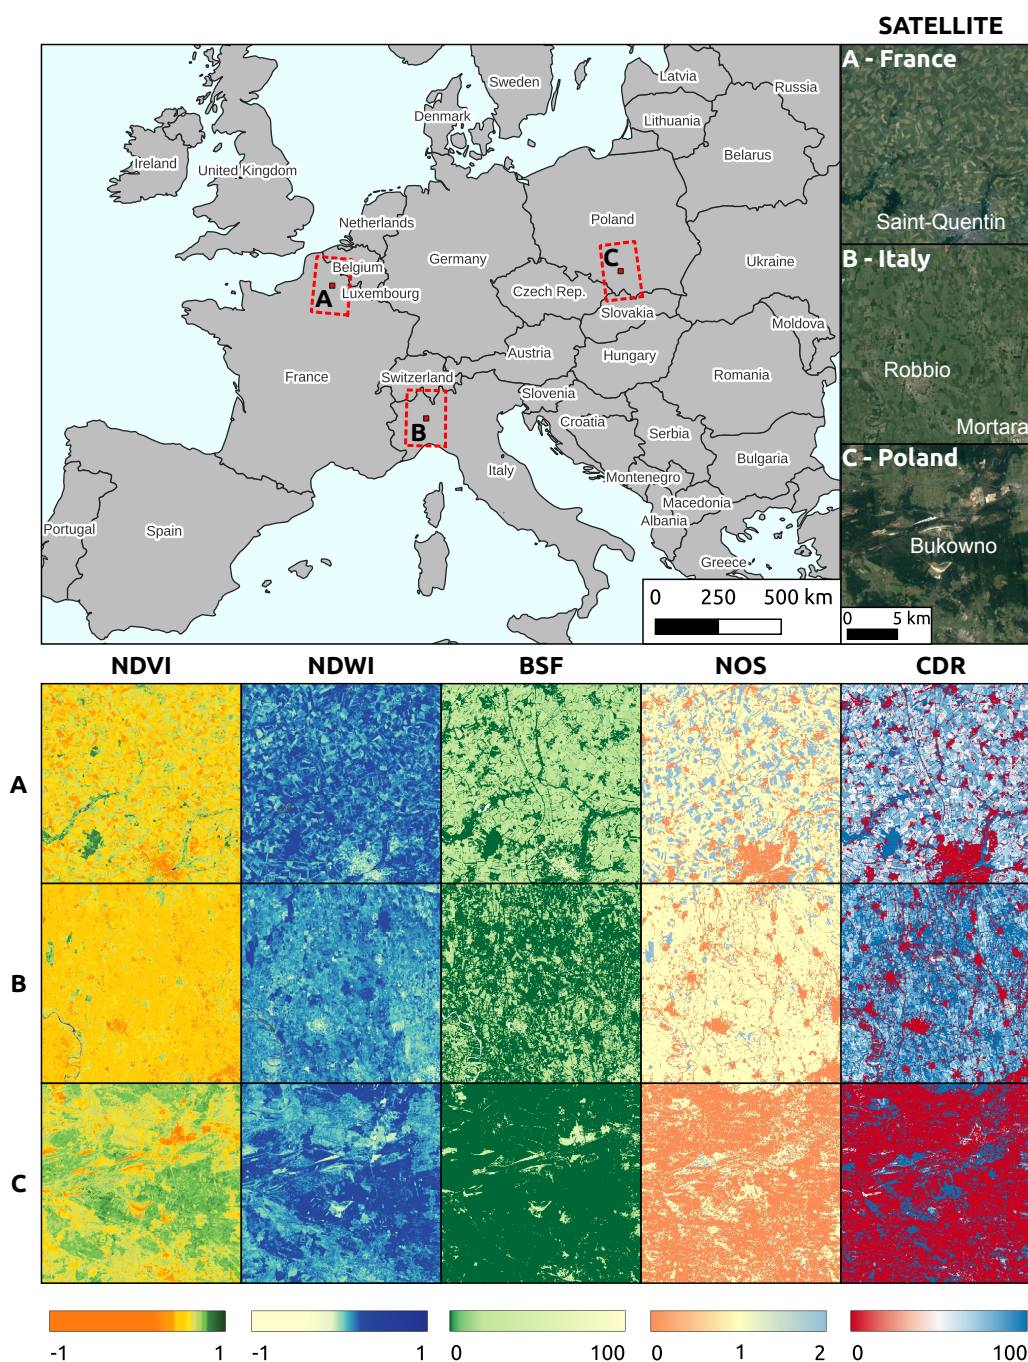 SATELLITE
A - France
Saint-Quentin
B - Italy
Robbio
Mortara
C - Poland
Bukowno
0 5 km
Sweden
Latvia
Russia
Denmark
Lithuania
Ireland
United Kingdom
Belarus
Netherlands
Poland
Belgium
Germany
C
Ukraine
A
Luxembourg
Czech Rep.
Slovakia
Moldova
Austria
Hungary
France
Switzerland
Romania
Slovenia
B
Croatia
Serbia
Italy
Bulgaria
Montenegro
Macedonia
Portugal
Spain
Albania
Greece
0 250 500 km
NDVI NDWI BSF NOS CDR
A
B
C
-1 1 -1 1 0 100 0 1 2 0 100